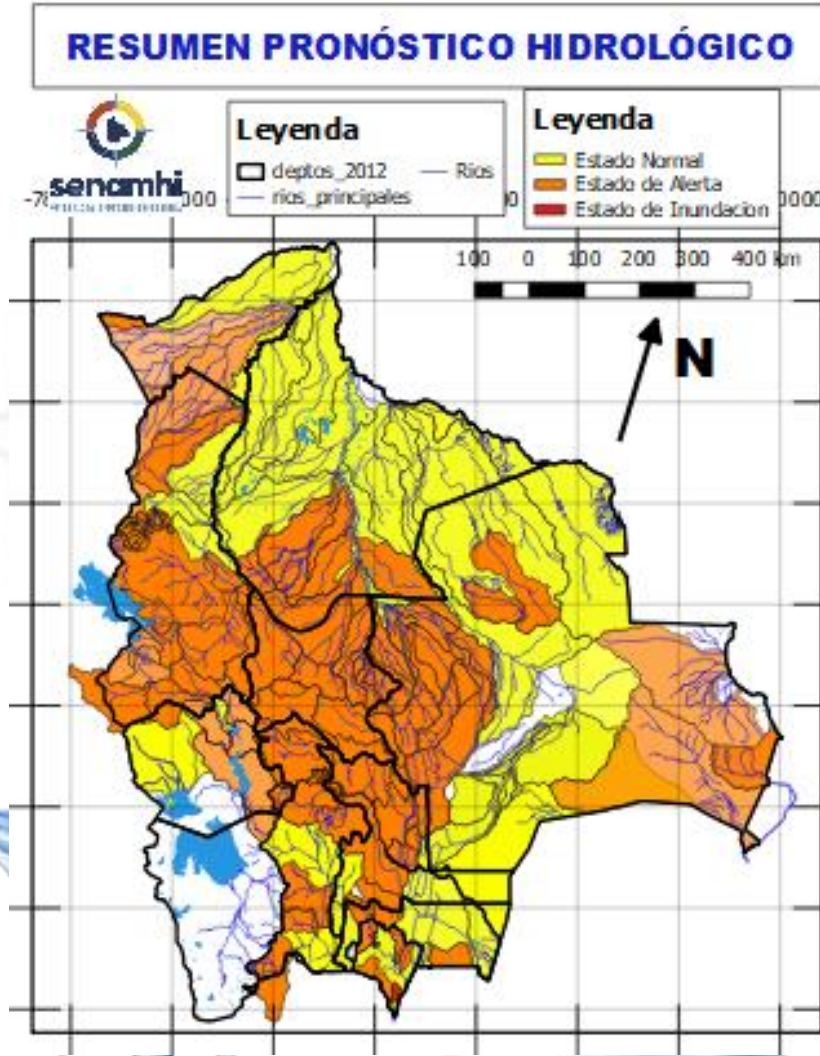 RESUMEN PRONÓSTICO HIDROLÓGICO
senamhi
Leyenda
deptos_2012
Rios
rios_principales
Leyenda
Estado Normal
Estado de Alerta
Estado de Inundacion
100 0 100 200 300 400 km
N